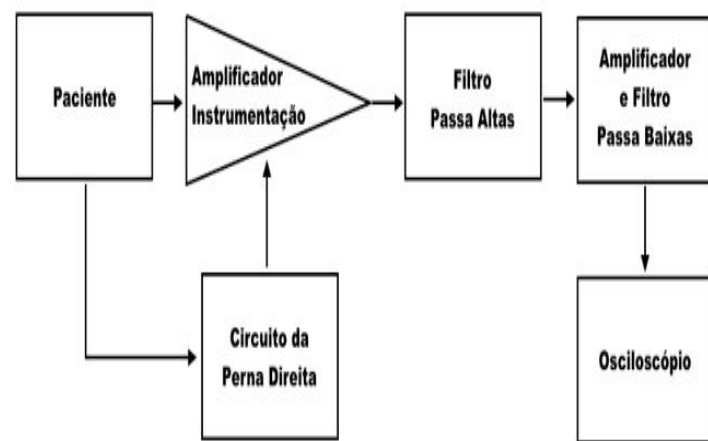 Paciente
Amplificador
Instrumentação
Filtro
Passa Altas
Amplificador
e Filtro
Passa Baixas
Circuito da
Perna Direita
Osciloscópio